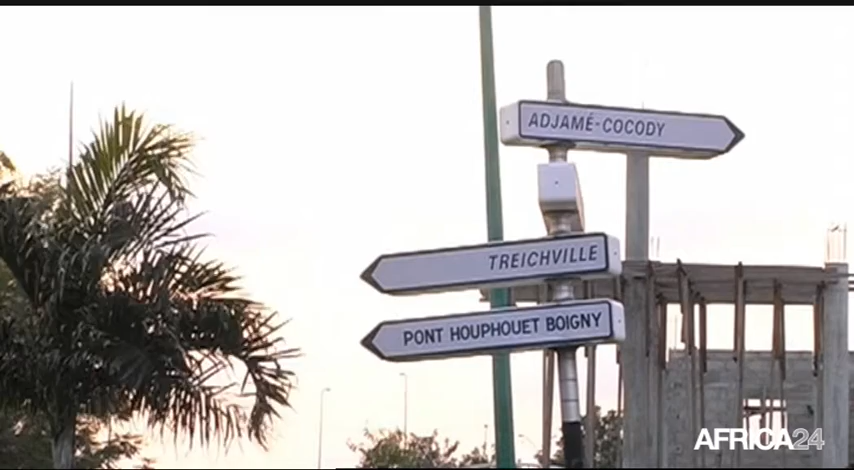 ADJAMÉ-COCODY
TREICHVILLE
PONT HOUPHOUET BOIGNY
AFRICA24